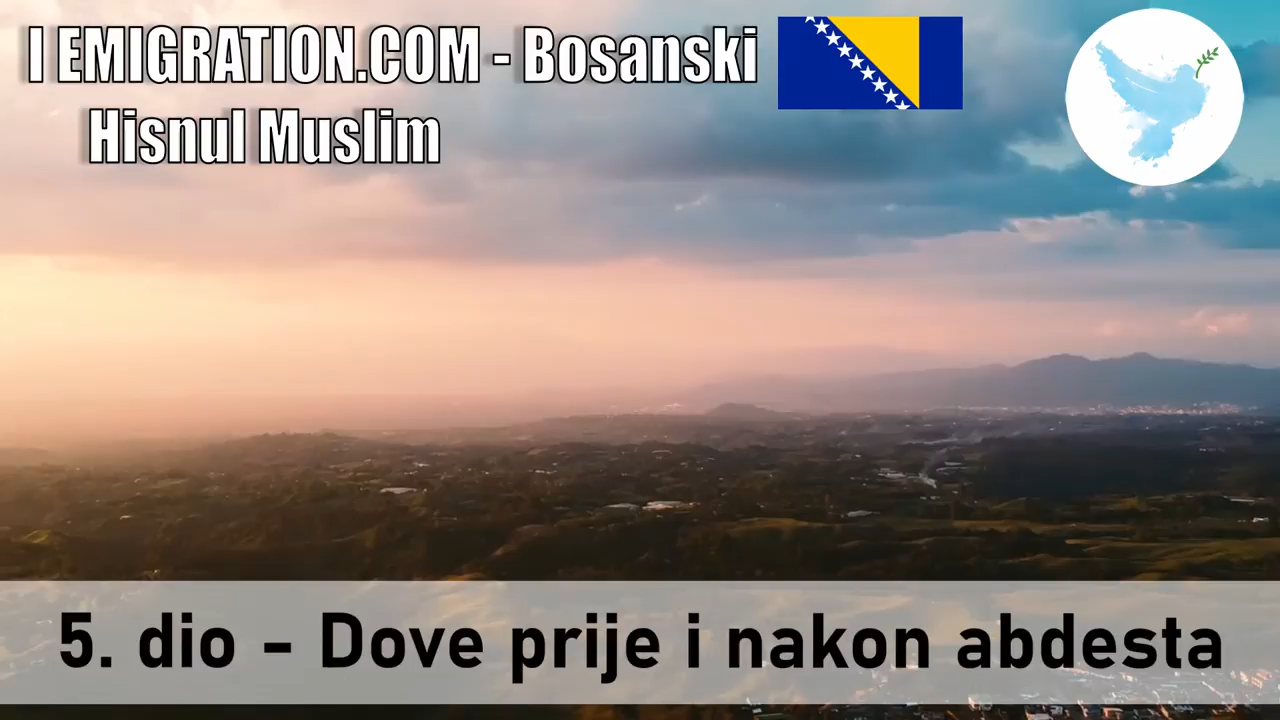 I EMIGRATION.COM - Bosanski
Hisnul Muslim
5. dio - Dove prije i nakon abdesta